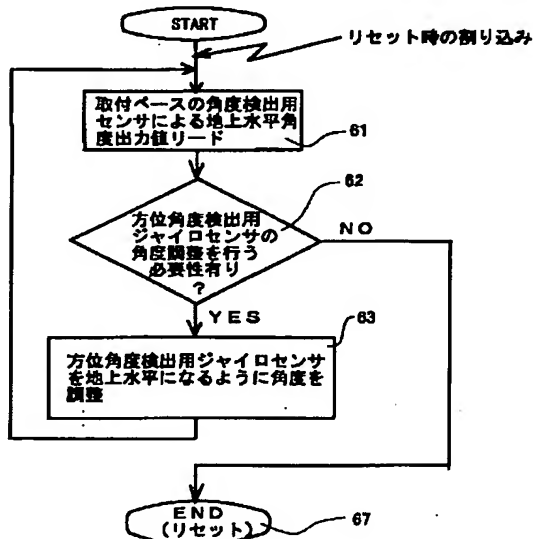 START
リセット時の割り込み
取付ベースの角度検出用
センサによる地上水平角
度出力値リード
61
62
方位角度検出用
ジャイロセンサの
角度調整を行う
必要性有り
?
NO
YES
63
方位角度検出用ジャイロセンサ
を地上水平になるように角度を
調整
END
(リセット)
67